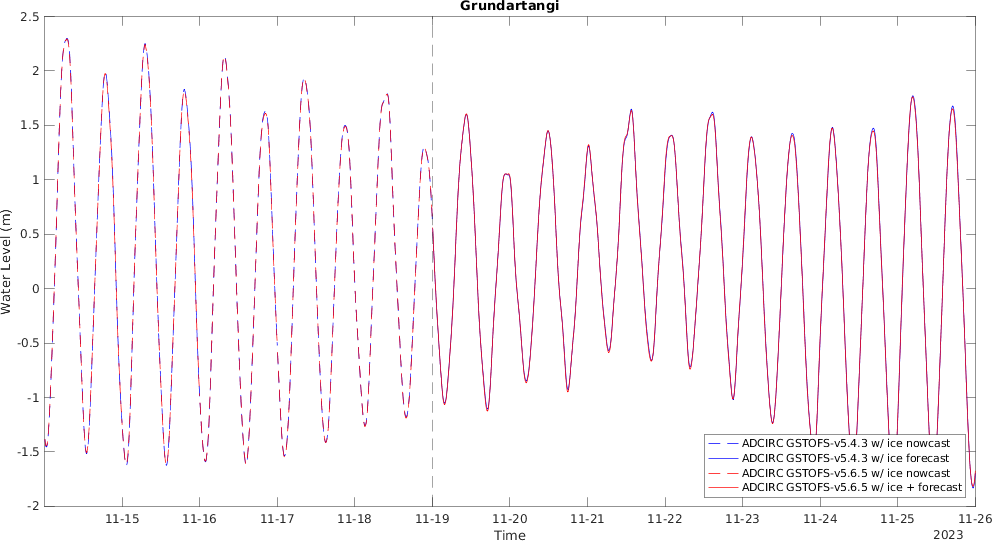 Grundartangi
2.5
2
1.5
1
0.5
0
-0.5
-1
-1.5
-2
Water Level (m)
11-15 11-16 11-17 11-18 11-19 11-20 11-21 11-22 11-23 11-24 11-25 11-26
Time
2023
ADCIRC GSTOFS-v5.4.3 w/ ice nowcast
ADCIRC GSTOFS-v5.4.3 w/ ice forecast
ADCIRC GSTOFS-v5.6.5 w/ ice nowcast
ADCIRC GSTOFS-v5.6.5 w/ ice + forecast